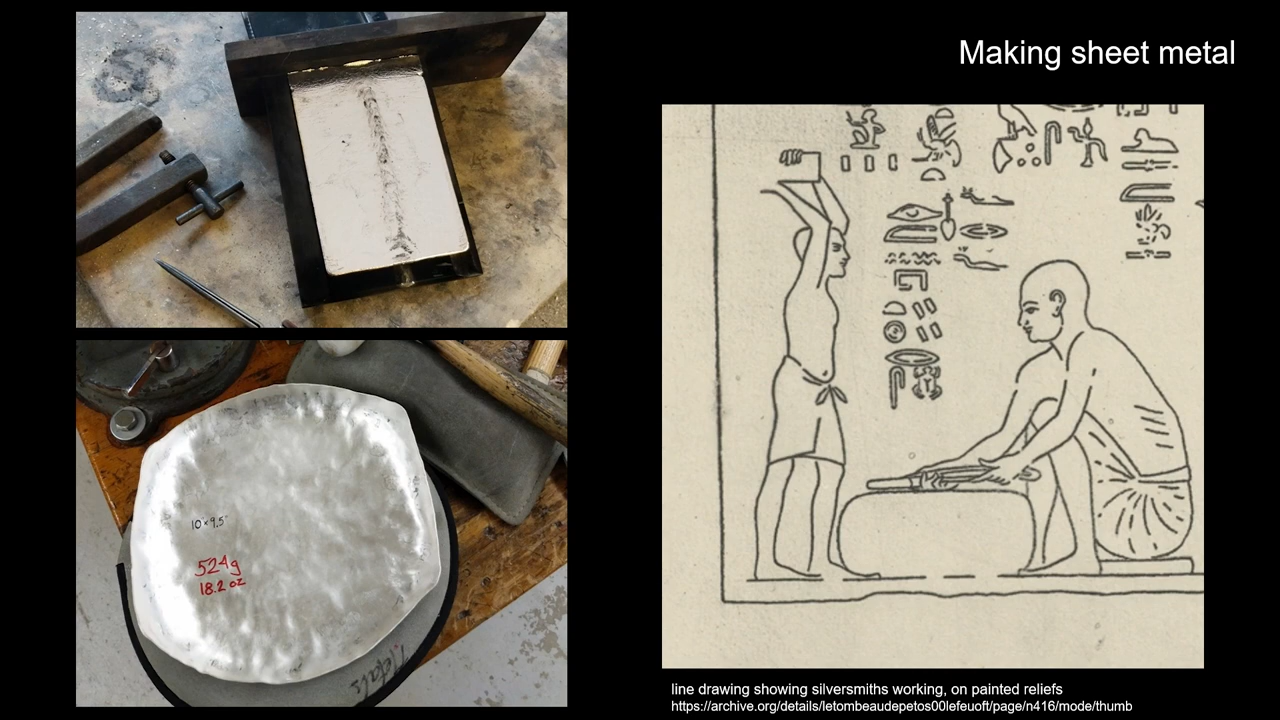 Making sheet metal
10 x 9.5"
524g
18.2 oz
Metals
line drawing showing silversmiths working, on painted reliefs
https://archive.org/details/letombeaudepetos00lefeuoft/page/n416/mode/thumb